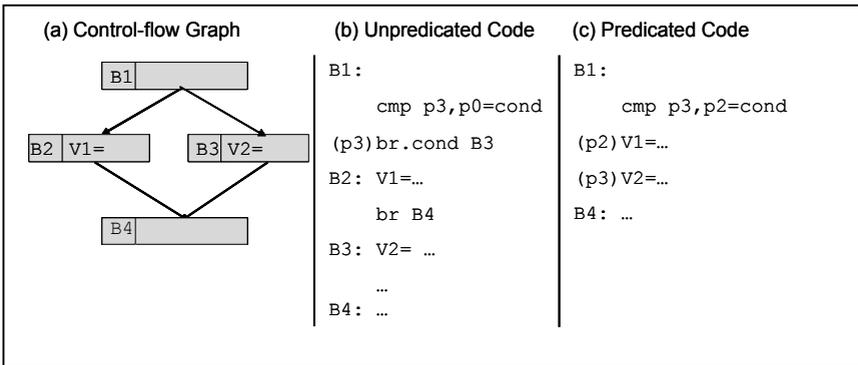 (a) Control-flow Graph
B1
B2 V1=
B3 V2=
B4
(b) Unpredicated Code
B1:
cmp p3,p0=cond
(p3)br.cond B3
B2: V1=…
br B4
B3: V2= …
…
B4: …
(c) Predicated Code
B1:
cmp p3,p2=cond
(p2)V1=…
(p3)V2=…
B4: …